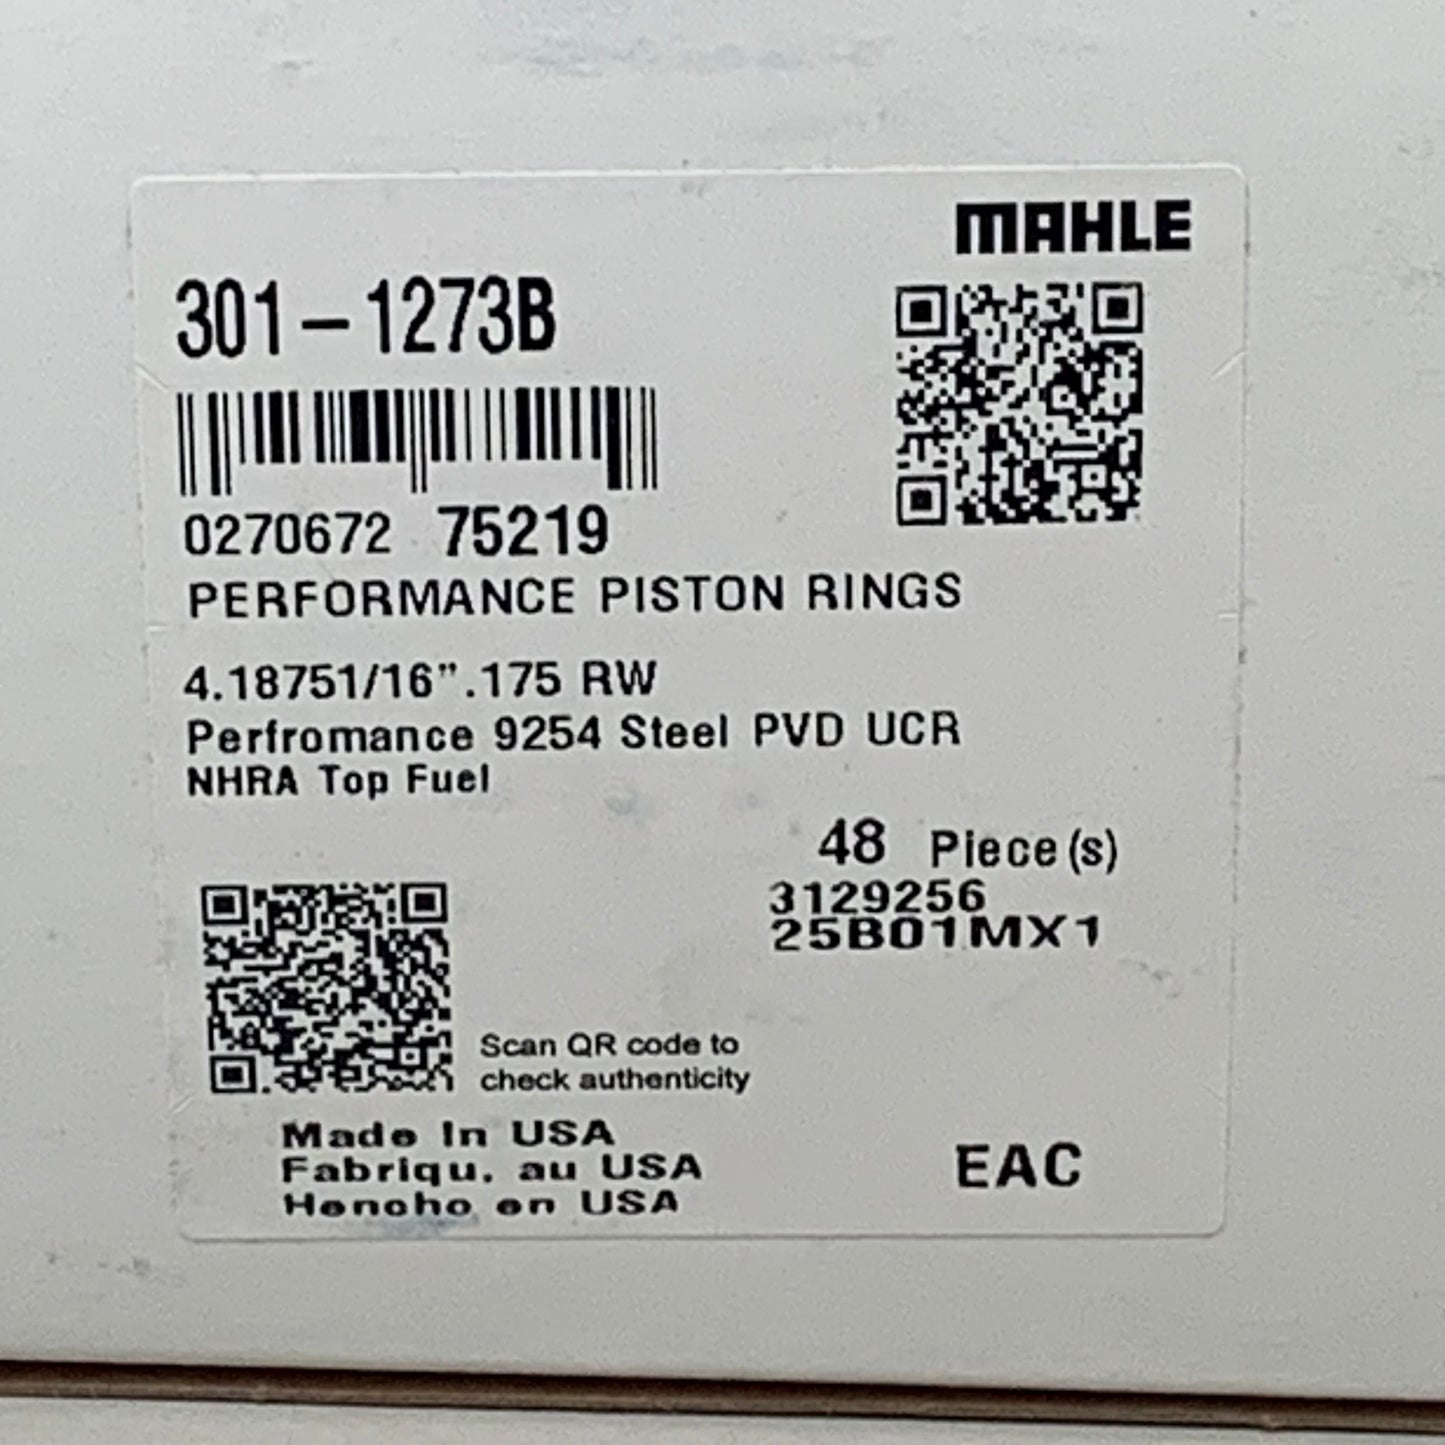 MAHLE
301-1273B
0270672 75219
PERFORMANCE PISTON RINGS
4.18751/16”.175 RW
Perfromance 9254 Steel PVD UCR
NHRA Top Fuel
48 Piece(s)
3129256
25B01MX1
Scan QR code to
check authenticity
Made In USA
Fabriqu. au USA
Hencho en USA
EAC